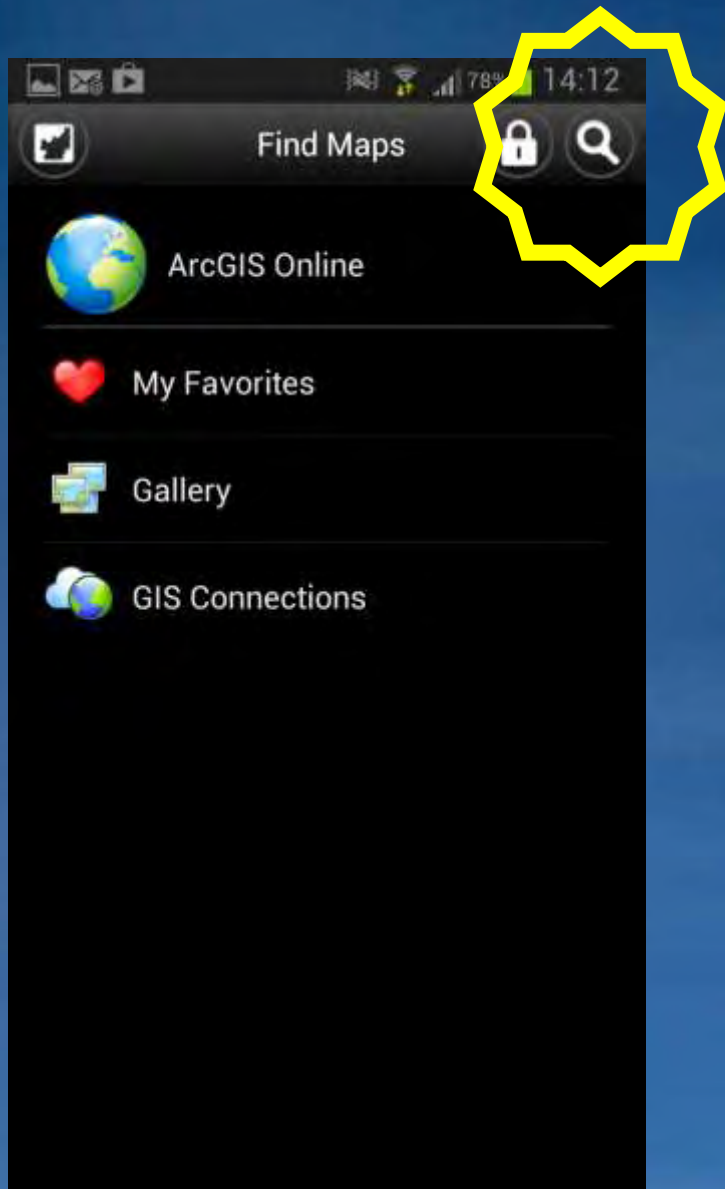 78% 14:12
Find Maps
ArcGIS Online
My Favorites
Gallery
GIS Connections